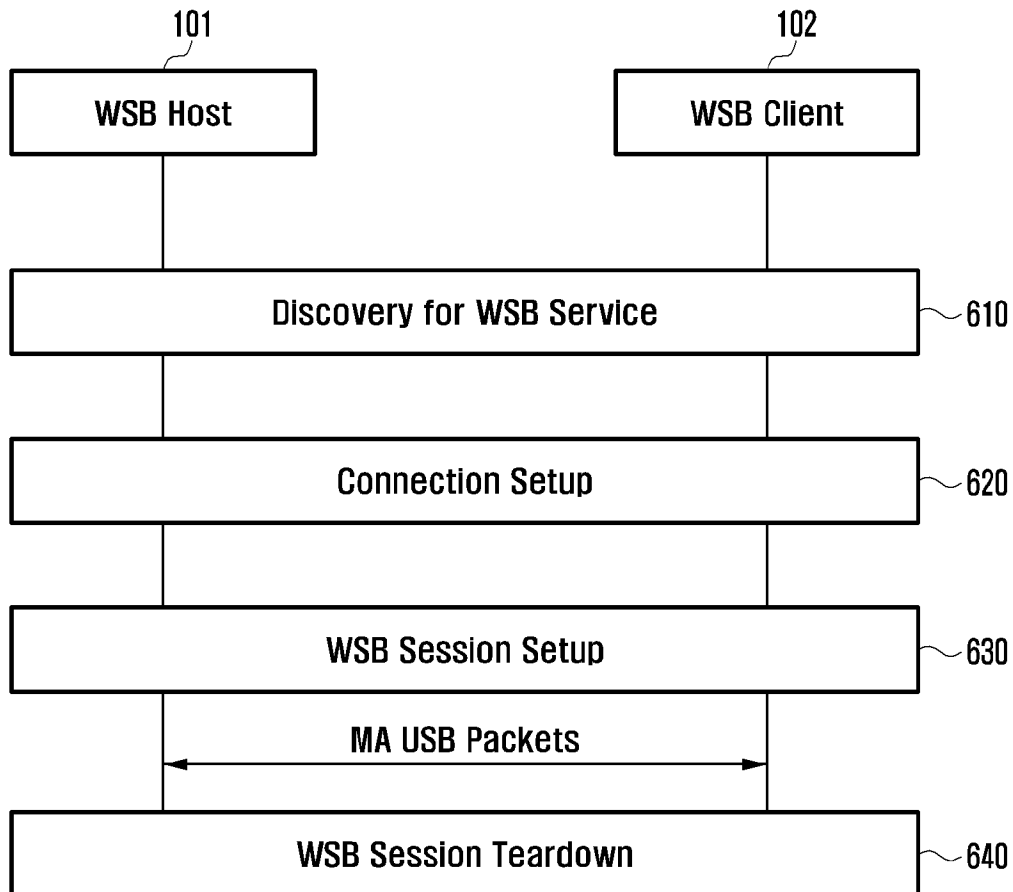 101
102
WSB Host
WSB Client
Discovery for WSB Service
610
Connection Setup
620
WSB Session Setup
630
MA USB Packets
WSB Session Teardown
640